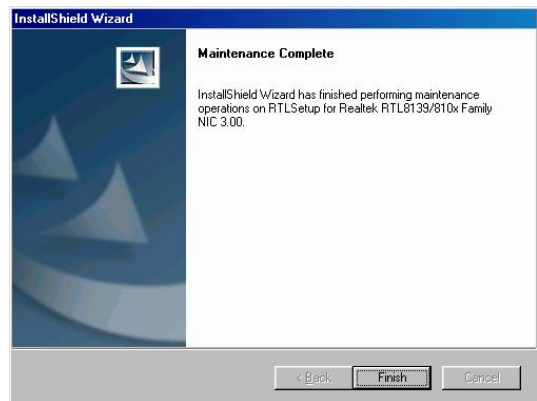 InstallShield Wizard
Maintenance Complete
InstallShield Wizard has finished performing maintenance
operations on RTLSetup for Realtek RTL8139/810x Family
NIC 3.00.
< Back
Finish
Cancel